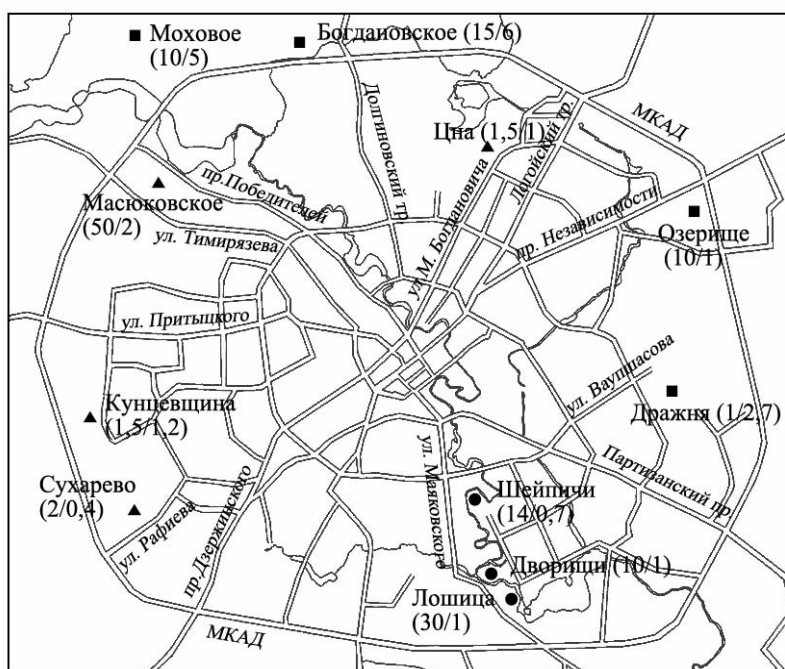 Моховое
(10/5)
Богдановское (15/6)
Долгиновский тр.
Цна (1,5/1)
Логойский тр.
МКАД
Масюковское
(50/2)
пр.Победителей
ул. Тимирязева
ул.М. Богдановича
пр. Независимости
Озерище
(10/1)
ул. Притыцкого
Кунцевщина
(1,5/1,2)
ул. Ваупшасова
Дражня (1/2,7)
Сухарево
(2/0,4)
ул. Рафиева
пр.Дзержинского
ул. Маяковского
Шейпичи
(14/0,7)
Партизанский пр.
Дворищи (10/1)
Лошица
(30/1)
МКАД